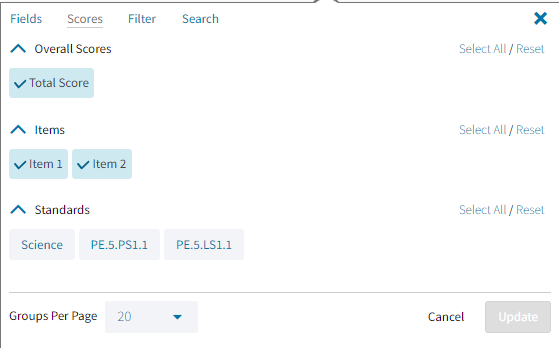 Fields Scores Filter Search
Overall Scores Select All / Reset
Total Score
Items Select All / Reset
Item 1 Item 2
Standards Select All / Reset
Science PE.5.PS1.1 PE.5.LS1.1
Groups Per Page 20 Cancel Update